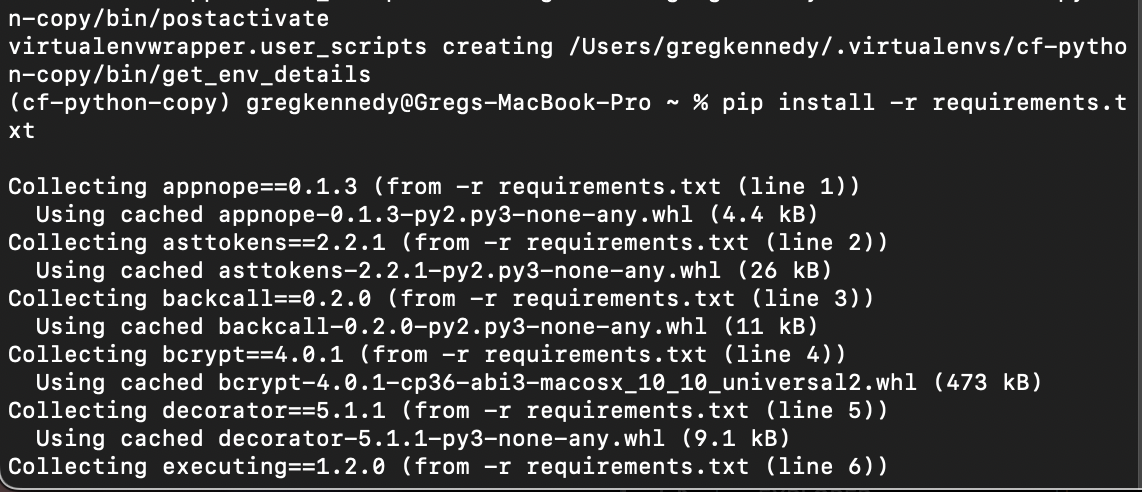 n-copy/bin/postactivate
virtualenvwrapper.user_scripts creating /Users/gregkennedy/.virtualenvs/cf-pytho
n-copy/bin/get_env_details
(cf-python-copy) gregkennedy@Gregs-MacBook-Pro ~ % pip install -r requirements.t
xt
Collecting appnope==0.1.3 (from -r requirements.txt (line 1))
  Using cached appnope-0.1.3-py2.py3-none-any.whl (4.4 kB)
Collecting asttokens==2.2.1 (from -r requirements.txt (line 2))
  Using cached asttokens-2.2.1-py2.py3-none-any.whl (26 kB)
Collecting backcall==0.2.0 (from -r requirements.txt (line 3))
  Using cached backcall-0.2.0-py2.py3-none-any.whl (11 kB)
Collecting bcrypt==4.0.1 (from -r requirements.txt (line 4))
  Using cached bcrypt-4.0.1-cp36-abi3-macosx_10_10_universal2.whl (473 kB)
Collecting decorator==5.1.1 (from -r requirements.txt (line 5))
  Using cached decorator-5.1.1-py3-none-any.whl (9.1 kB)
Collecting executing==1.2.0 (from -r requirements.txt (line 6))